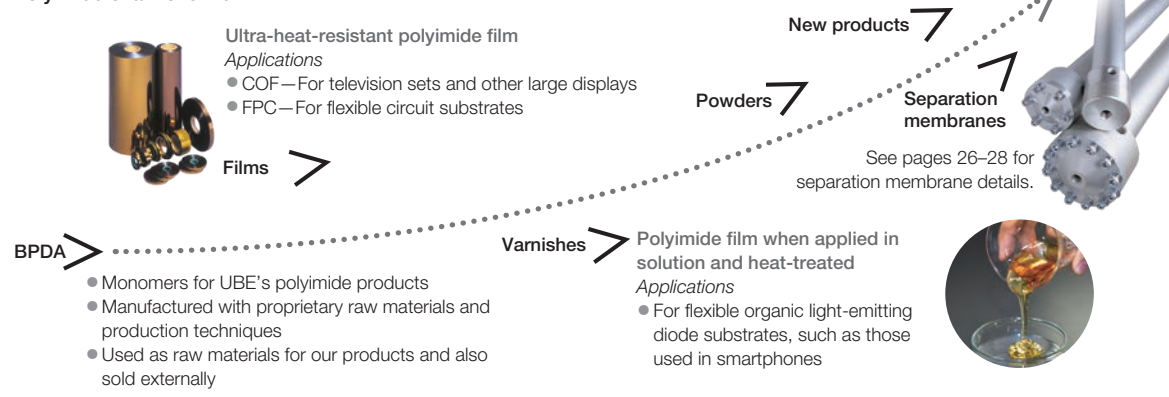 New products
Ultra-heat-resistant polyimide film
Applications
● COF—For television sets and other large displays
● FPC—For flexible circuit substrates
Powders
Separation
membranes
See pages 26–28 for
separation membrane details.
Films
BPDA
● Monomers for UBE's polyimide products
● Manufactured with proprietary raw materials and
production techniques
● Used as raw materials for our products and also
sold externally
Varnishes
Polyimide film when applied in
solution and heat-treated
Applications
● For flexible organic light-emitting
diode substrates, such as those
used in smartphones